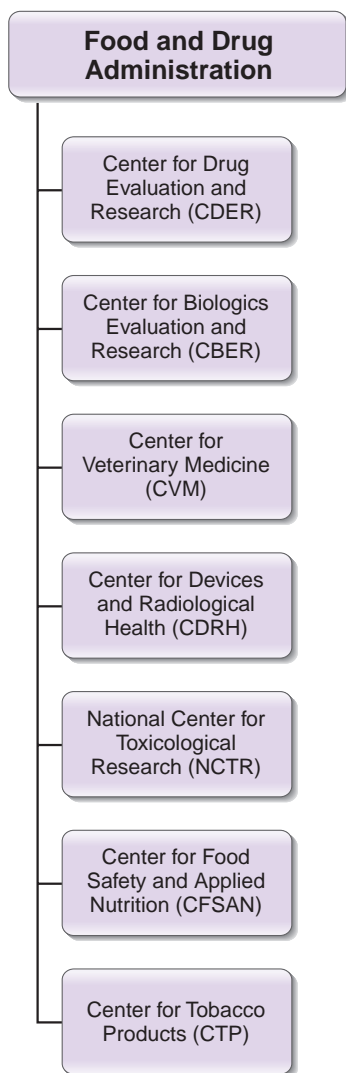 Food and Drug
Administration
Center for Drug
Evaluation and
Research (CDER)
Center for Biologics
Evaluation and
Research (CBER)
Center for
Veterinary Medicine
(CVM)
Center for Devices
and Radiological
Health (CDRH)
National Center for
Toxicological
Research (NCTR)
Center for Food
Safety and Applied
Nutrition (CFSAN)
Center for Tobacco
Products (CTP)